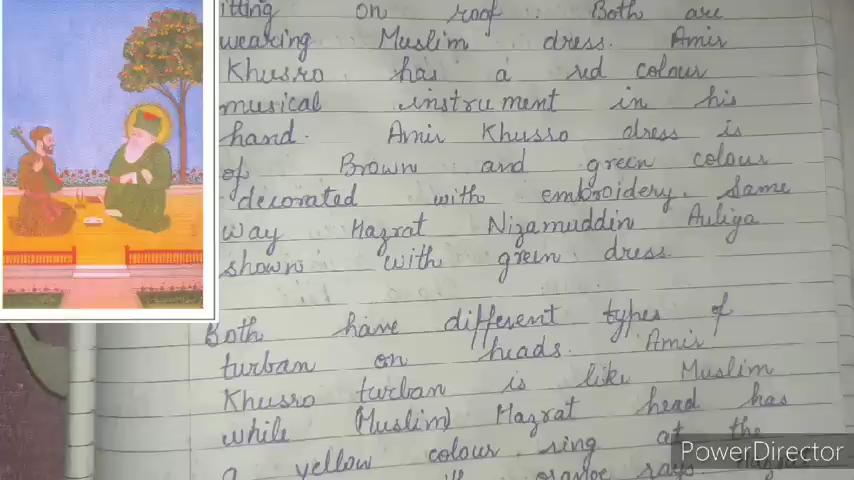 itting on roof. Both are
wearing Muslim dress. Amir
Khusro has a red colour
musical instrument in his
hand. Amir Khusro dress is
of Brown and green colour
decorated with embroidery. Same
way Hazrat Nizamuddin Auliya
shown with green dress.
Both have different types of
turban on heads. Amir
Khusro turban is like Muslim
while (Muslim) Hazrat head has
a yellow colour ring at the
orange rays
PowerDirector